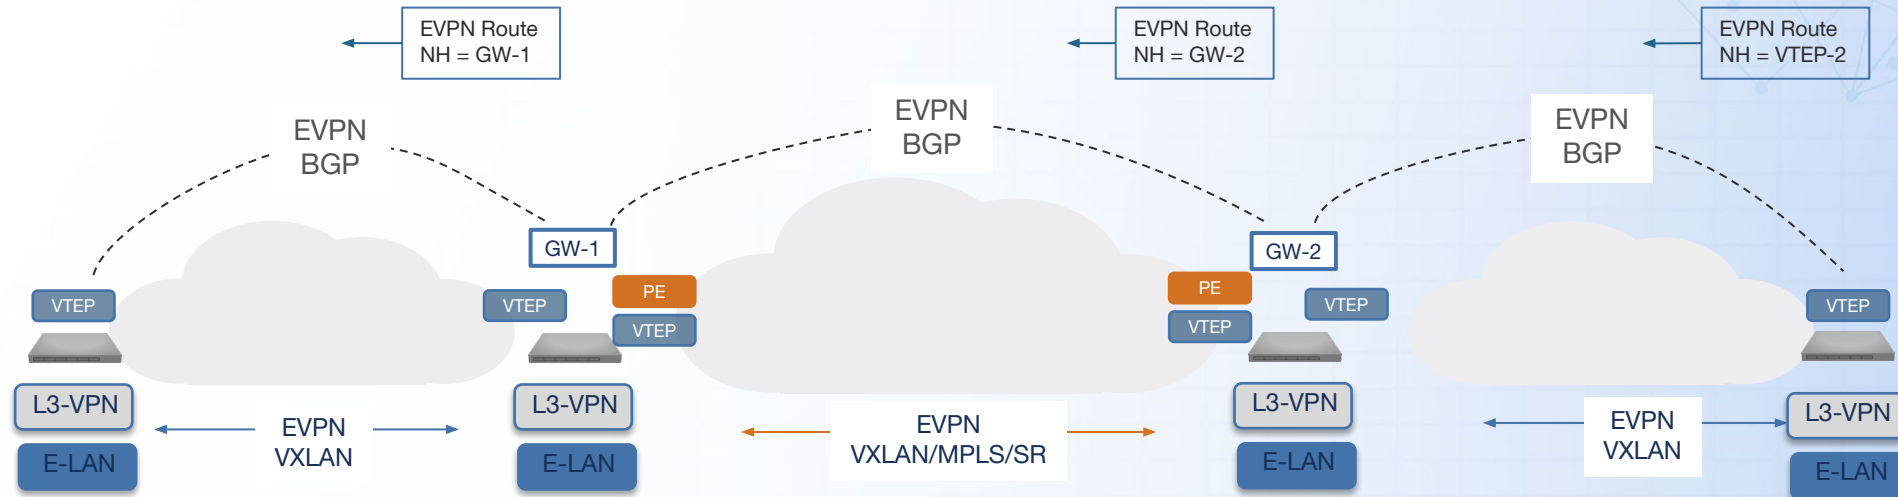 EVPN Route
NH = GW-1
EVPN Route
NH = GW-2
EVPN Route
NH = VTEP-2
EVPN
BGP
EVPN
BGP
EVPN
BGP
GW-1
GW-2
VTEP
VTEP
PE
VTEP
PE
VTEP
VTEP
VTEP
L3-VPN
E-LAN
EVPN
VXLAN
L3-VPN
E-LAN
EVPN
VXLAN/MPLS/SR
L3-VPN
E-LAN
EVPN
VXLAN
L3-VPN
E-LAN